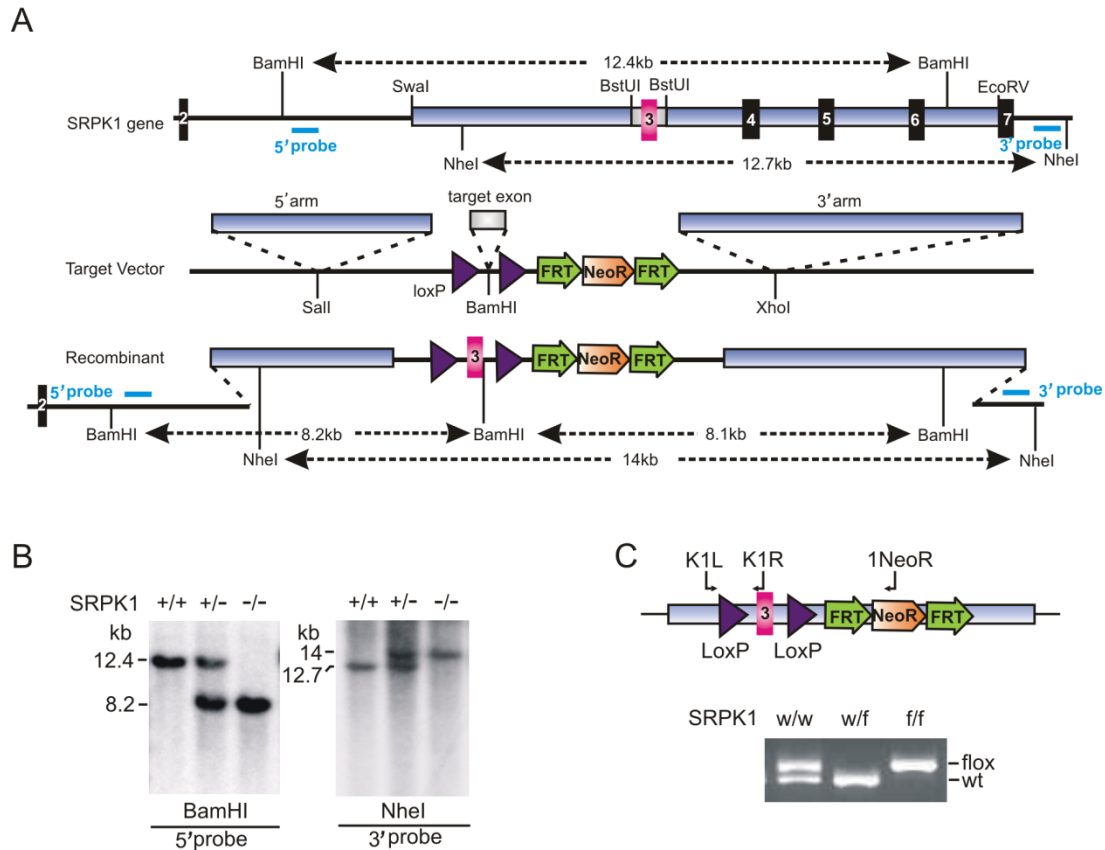 A
12.4kb
BamHI
BamHI
SwaI
BstUI
BstUI
EcoRV
SRPK1 gene
2
3
4
5
6
7
5'probe
3'probe
NheI
NheI
12.7kb
5'arm
target exon
3'arm
Target Vector
loxP
FRT
NeoR
FRT
SalI
BamHI
XhoI
Recombinant
3
FRT
NeoR
FRT
5'probe
3'probe
2
BamHI
8.2kb
BamHI
8.1kb
BamHI
NheI
14kb
NheI
B
SRPK1
+/+
+/-
-/-
+/+
+/-
-/-
kb
12.4
8.2
kb
14
12.7
BamHI
5'probe
NheI
3'probe
C
K1L
K1R
1NeoR
3
FRT
NeoR
FRT
LoxP
LoxP
SRPK1
w/w
w/f
f/f
flox
wt